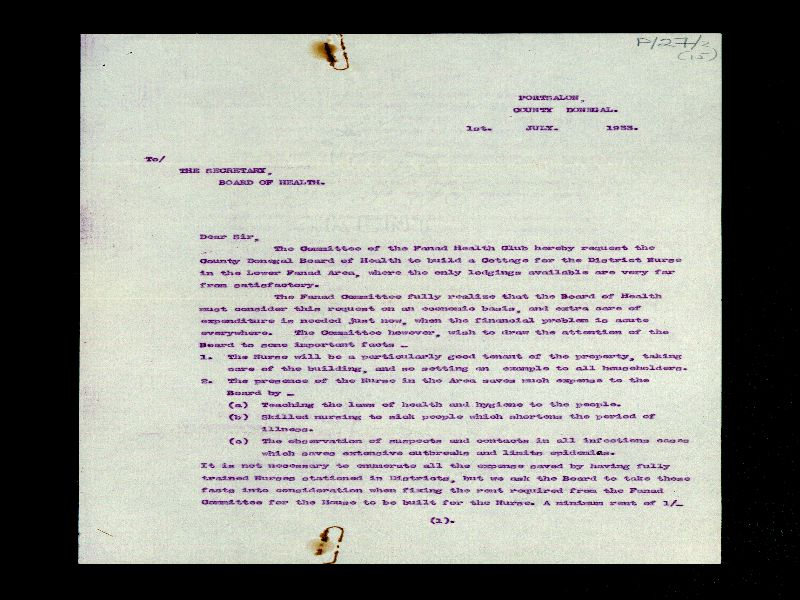 P/27/2
(15)
PORTSALON,
COUNTY DONEGAL.
1st. JULY. 1933.
To/
THE SECRETARY,
BOARD OF HEALTH.
Dear Sir,
The Committee of the Fanad Health Club hereby request the
County Donegal Board of Health to build a Cottage for the District Nurse
in the Lower Fanad Area, where the only lodgings available are very far
from satisfactory.
The Fanad Committee fully realize that the Board of Health
must consider this request on an economic basis, and extra care of
expenditure is needed just now, when the financial problem is acute
everywhere. The Committee however, wish to draw the attention of the
Board to some important facts _
1. The Nurse will be a particularly good tenant of the property, taking
care of the building, and so setting an example to all householders.
2. The presence of the Nurse in the Area saves much expense to the
Board by _
(a) Teaching the laws of health and hygiene to the people.
(b) Skilled nursing to sick people which shortens the period of
illness.
(c) The observation of suspects and contacts in all infectious cases
which saves extensive outbreaks and limits epidemics.
It is not necessary to enumerate all the expense saved by having fully
trained Nurses stationed in Districts, but we ask the Board to take those
facts into consideration when fixing the rent required from the Fanad
Committee for the House to be built for the Nurse. A minimum rent of 1/_
(1).